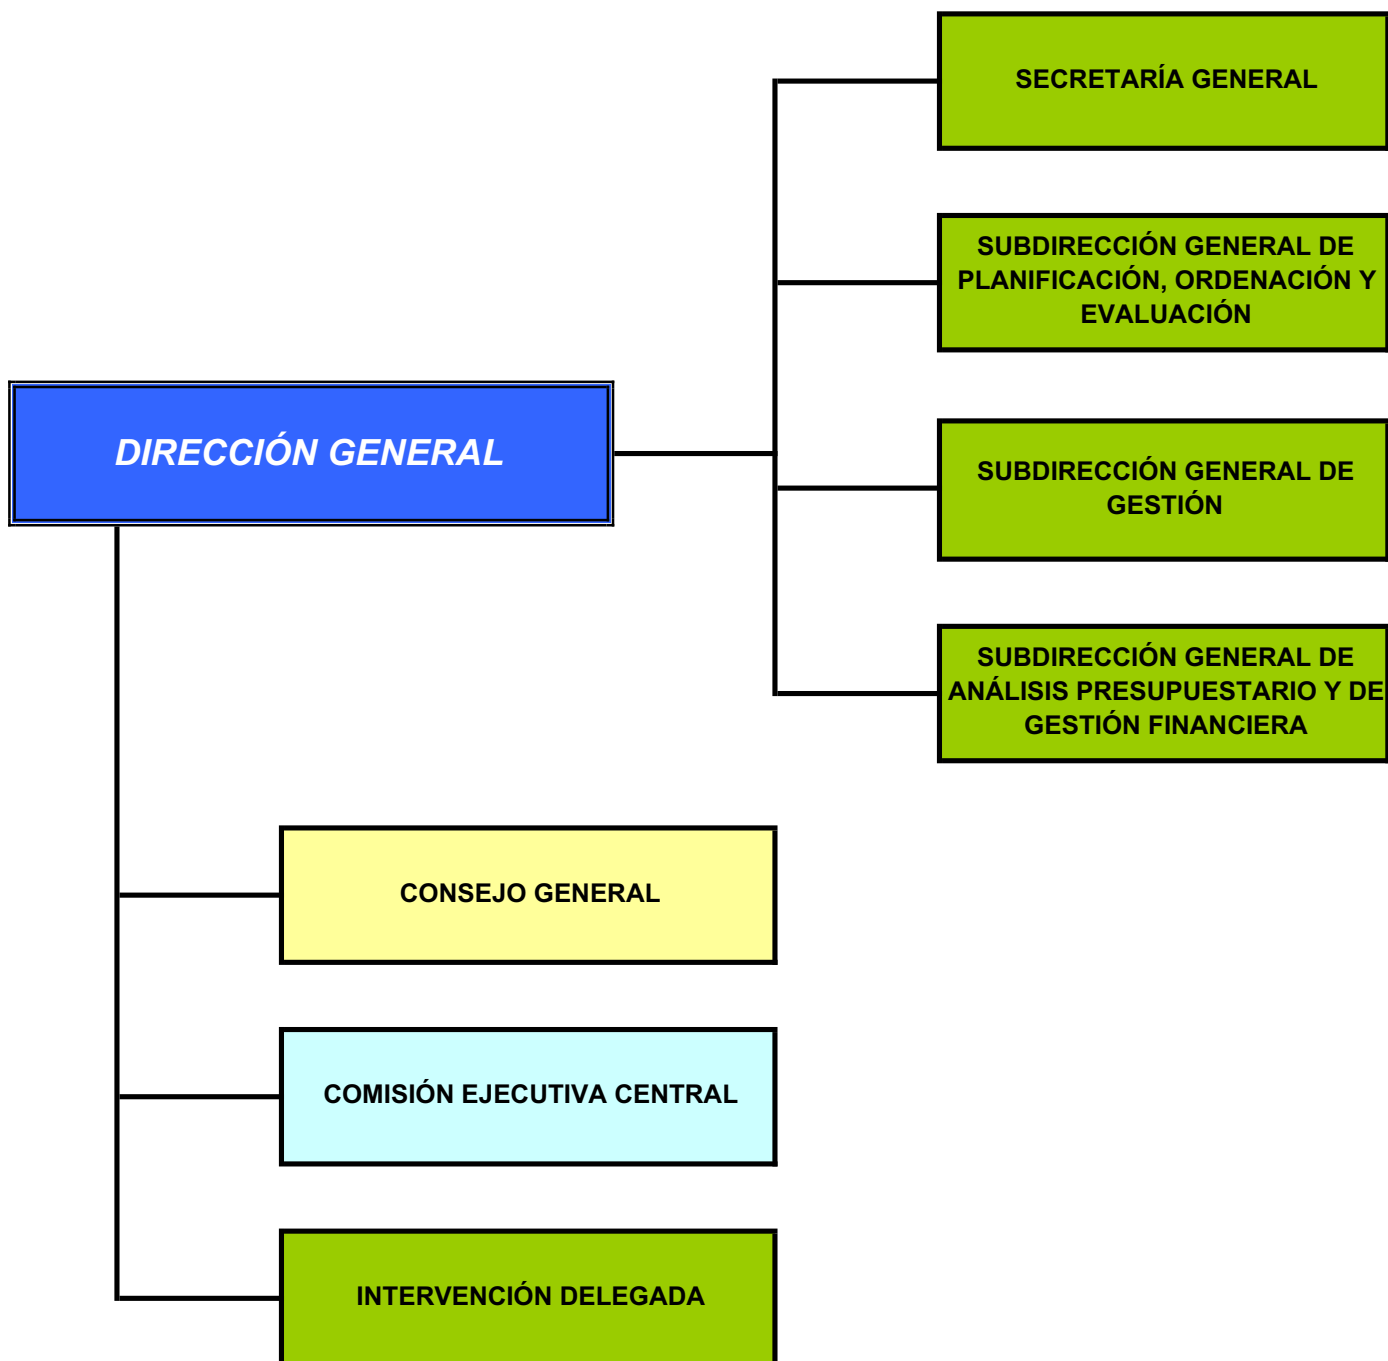 SECRETARÍA GENERAL
SUBDIRECCIÓN GENERAL DE
PLANIFICACIÓN, ORDENACIÓN Y
EVALUACIÓN
DIRECCIÓN GENERAL
SUBDIRECCIÓN GENERAL DE
GESTIÓN
SUBDIRECCIÓN GENERAL DE
ANÁLISIS PRESUPUESTARIO Y DE
GESTIÓN FINANCIERA
CONSEJO GENERAL
COMISIÓN EJECUTIVA CENTRAL
INTERVENCIÓN DELEGADA